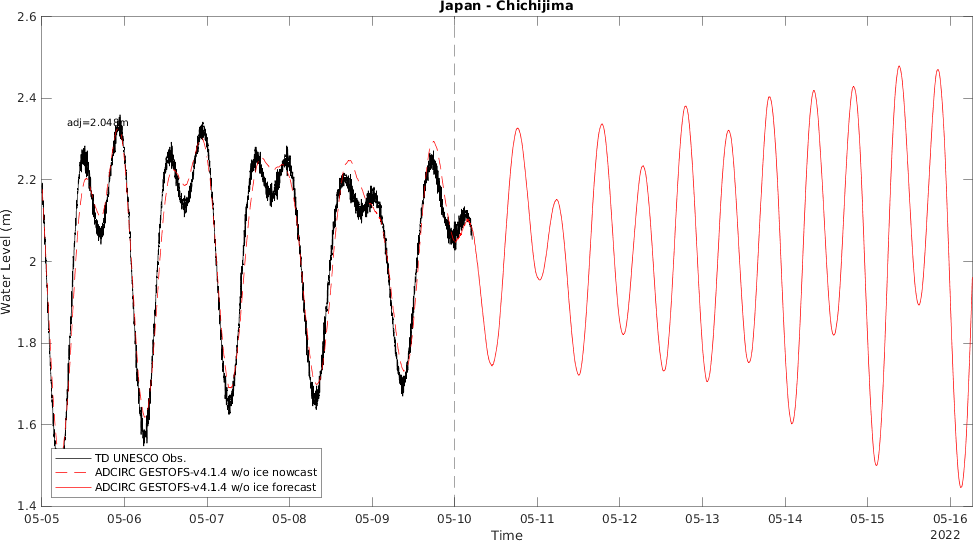 Japan - Chichijima
2.6
2.4
2.2
2
1.8
1.6
1.4
Water Level (m)
adj=2.048m
TD UNESCO Obs.
ADCIRC GESTOFS-v4.1.4 w/o ice nowcast
ADCIRC GESTOFS-v4.1.4 w/o ice forecast
05-05 05-06 05-07 05-08 05-09 05-10 05-11 05-12 05-13 05-14 05-15 05-16
Time
2022